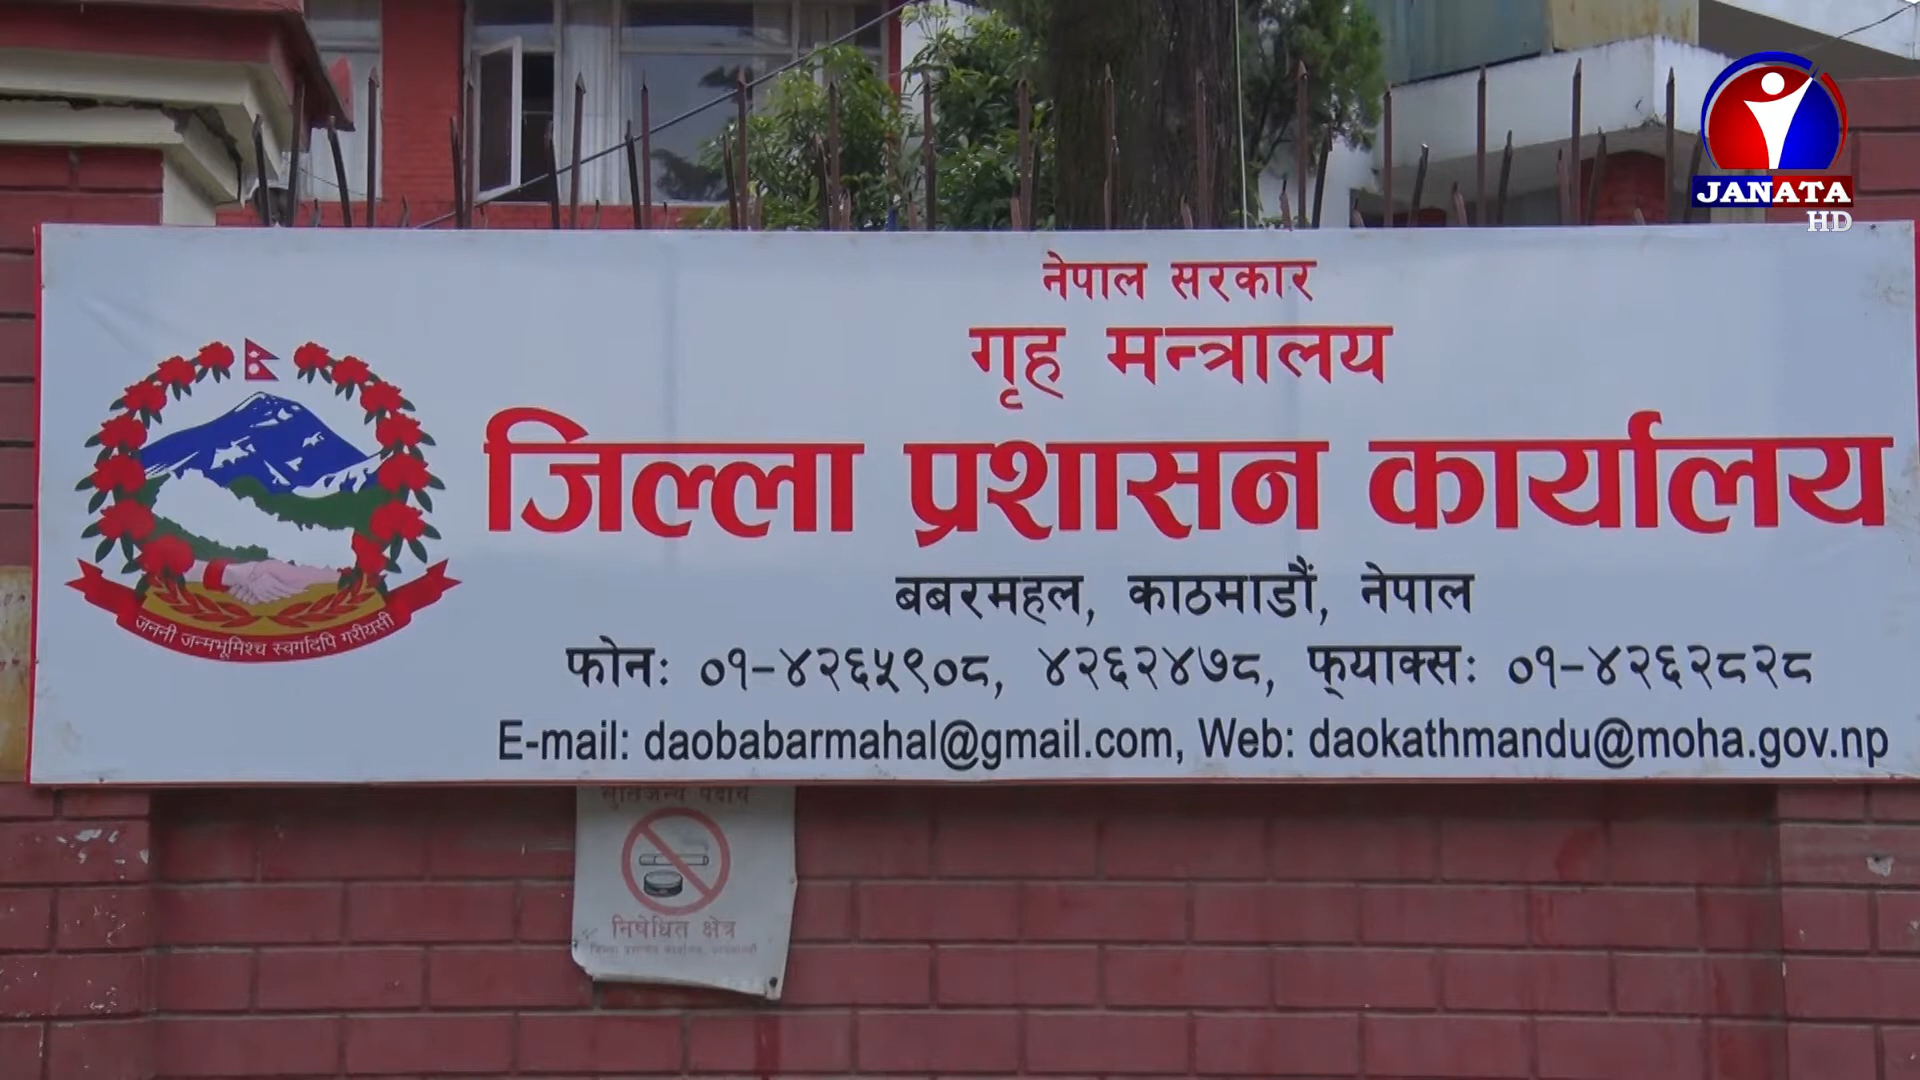 JANATA
HD
नेपाल सरकार
गृह मन्त्रालय
जिल्ला प्रशासन कार्यालय
बबरमहल, काठमाडौं, नेपाल
फोनः ०१-४२६५९०८, ४२६२४७८, फ्याक्सः ०१-४२६२८२८
E-mail: daobabarmahal@gmail.com, Web: daokathmandu@moha.gov.np
जननी जन्मभूमिश्च स्वर्गादपि गरीयसी
निषेधित क्षेत्र